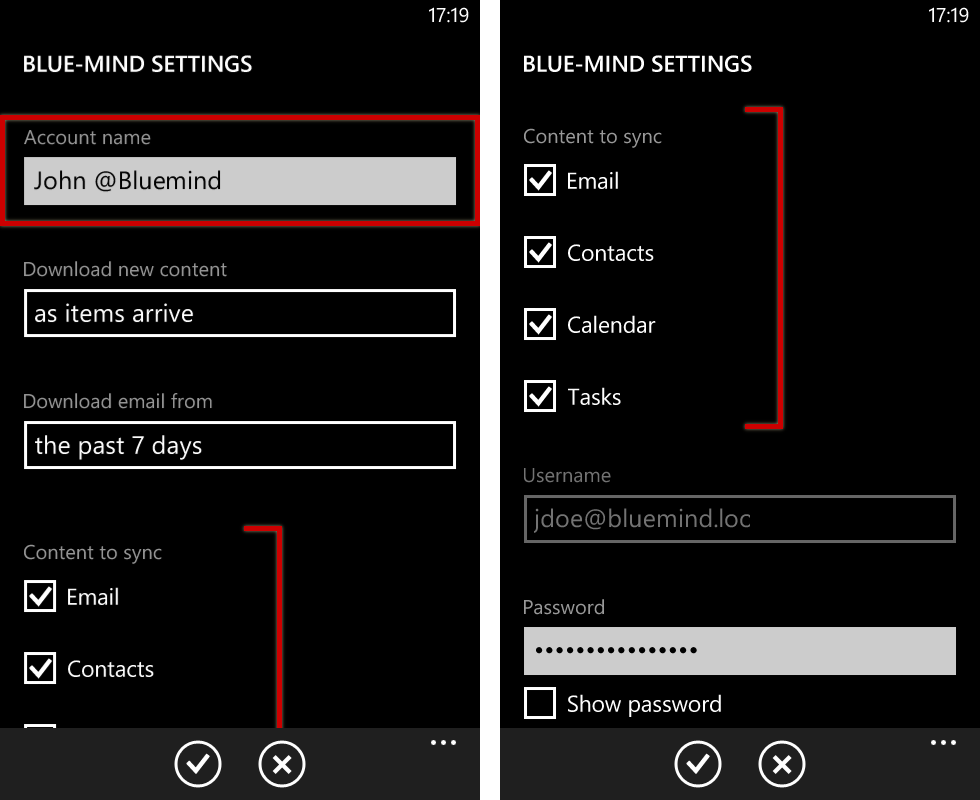 17:19
BLUE-MIND SETTINGS
Account name
John @Bluemind
Download new content
as items arrive
Download email from
the past 7 days
Content to sync
Email
Contacts
17:19
BLUE-MIND SETTINGS
Content to sync
Email
Contacts
Calendar
Tasks
Username
jdoe@bluemind.loc
Password
••••••••••••••••
Show password